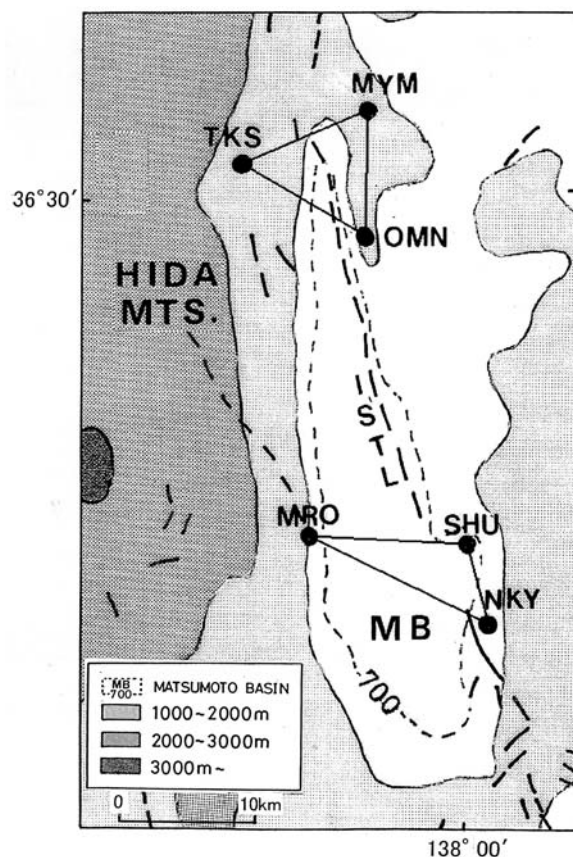 MYM
TKS
36° 30'
OMN
HIDA
MTS.
S
T
L
MRO
SHU
NKY
MB
700
MB
700
MATSUMOTO BASIN
1000~2000m
2000~3000m
3000m~
0
10km
138° 00'